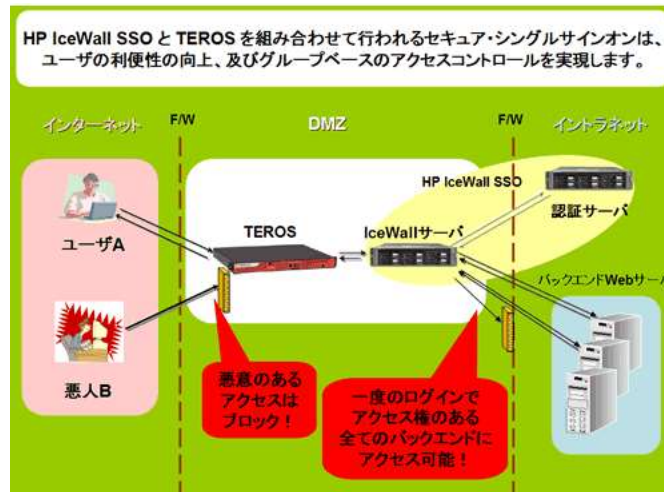 HP IceWall SSO と TEROS を組み合わせて行われるセキュア・シングルサインオンは、
ユーザの利便性の向上、及びグループベースのアクセスコントロールを実現します。
インターネット
F/W
DMZ
F/W
イントラネット
HP IceWall SSO
TEROS
IceWallサーバ
認証サーバ
ユーザA
バックエンドWebサーバ
悪人B
悪意のある
アクセスは
ブロック！
一度のログインで
アクセス権のある
全てのバックエンドに
アクセス可能！